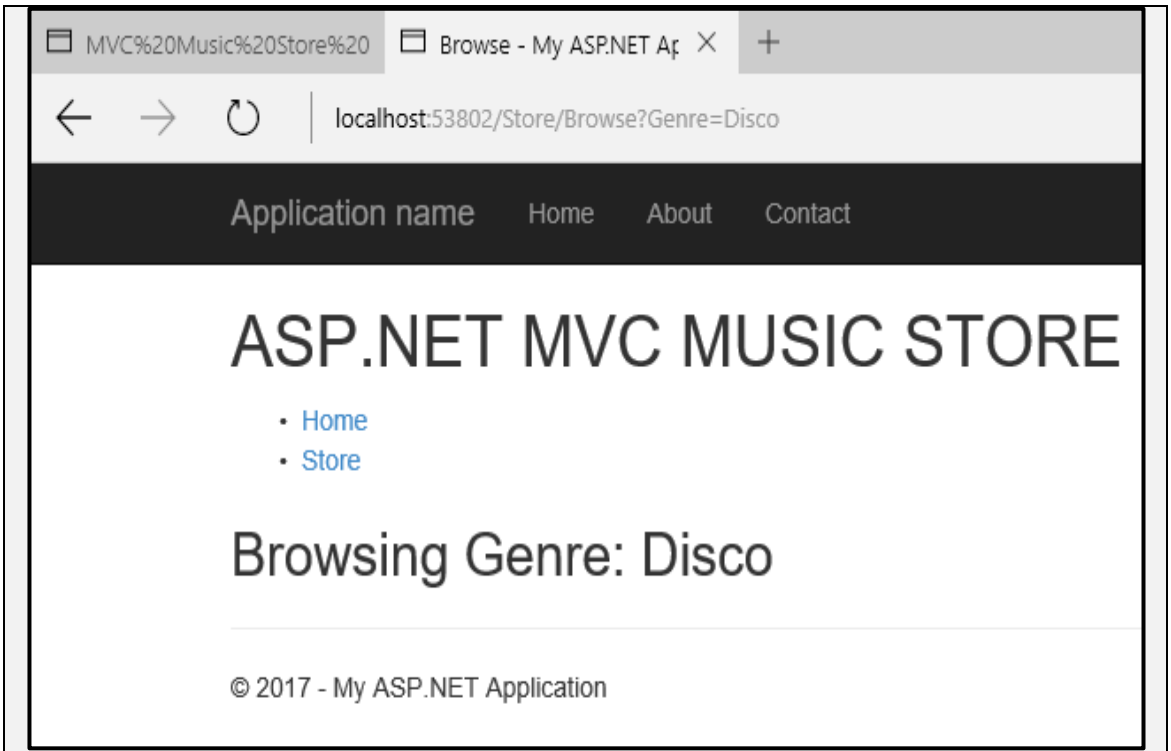 MVC%20Music%20Store%20 Browse - My ASP.NET Ap
localhost:53802/Store/Browse?Genre=Disco
Application name Home About Contact
ASP.NET MVC MUSIC STORE
• Home
• Store
Browsing Genre: Disco
© 2017 - My ASP.NET Application